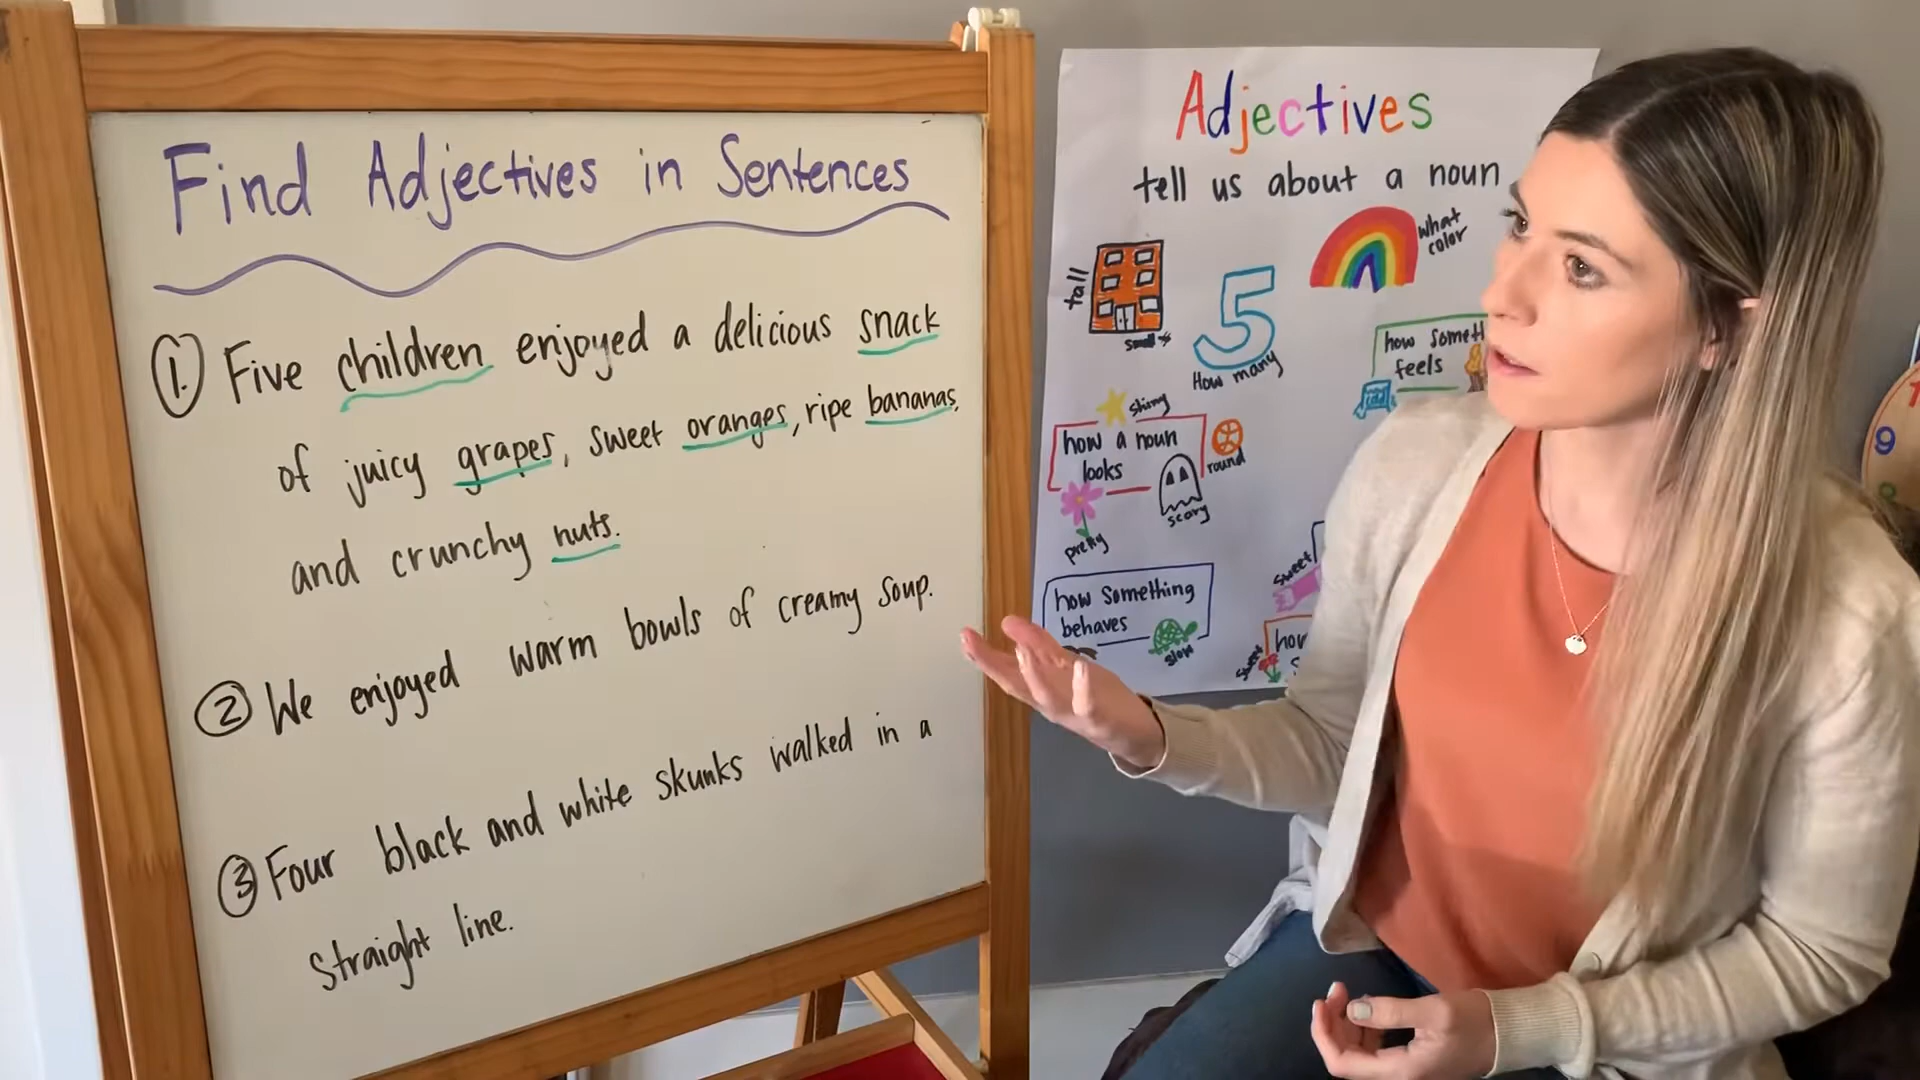 Find Adjectives in Sentences
1. Five children enjoyed a delicious snack
of juicy grapes, sweet oranges, ripe bananas,
and crunchy nuts.
2 We enjoyed warm bowls of creamy soup.
3 Four black and white skunks walked in a
straight line.
Adjectives
tell us about a noun
tall
small
5
How many
what
color
feels
shiny
how a noun
looks
round
scary
pretty
how something
behaves
slow
sweet
9